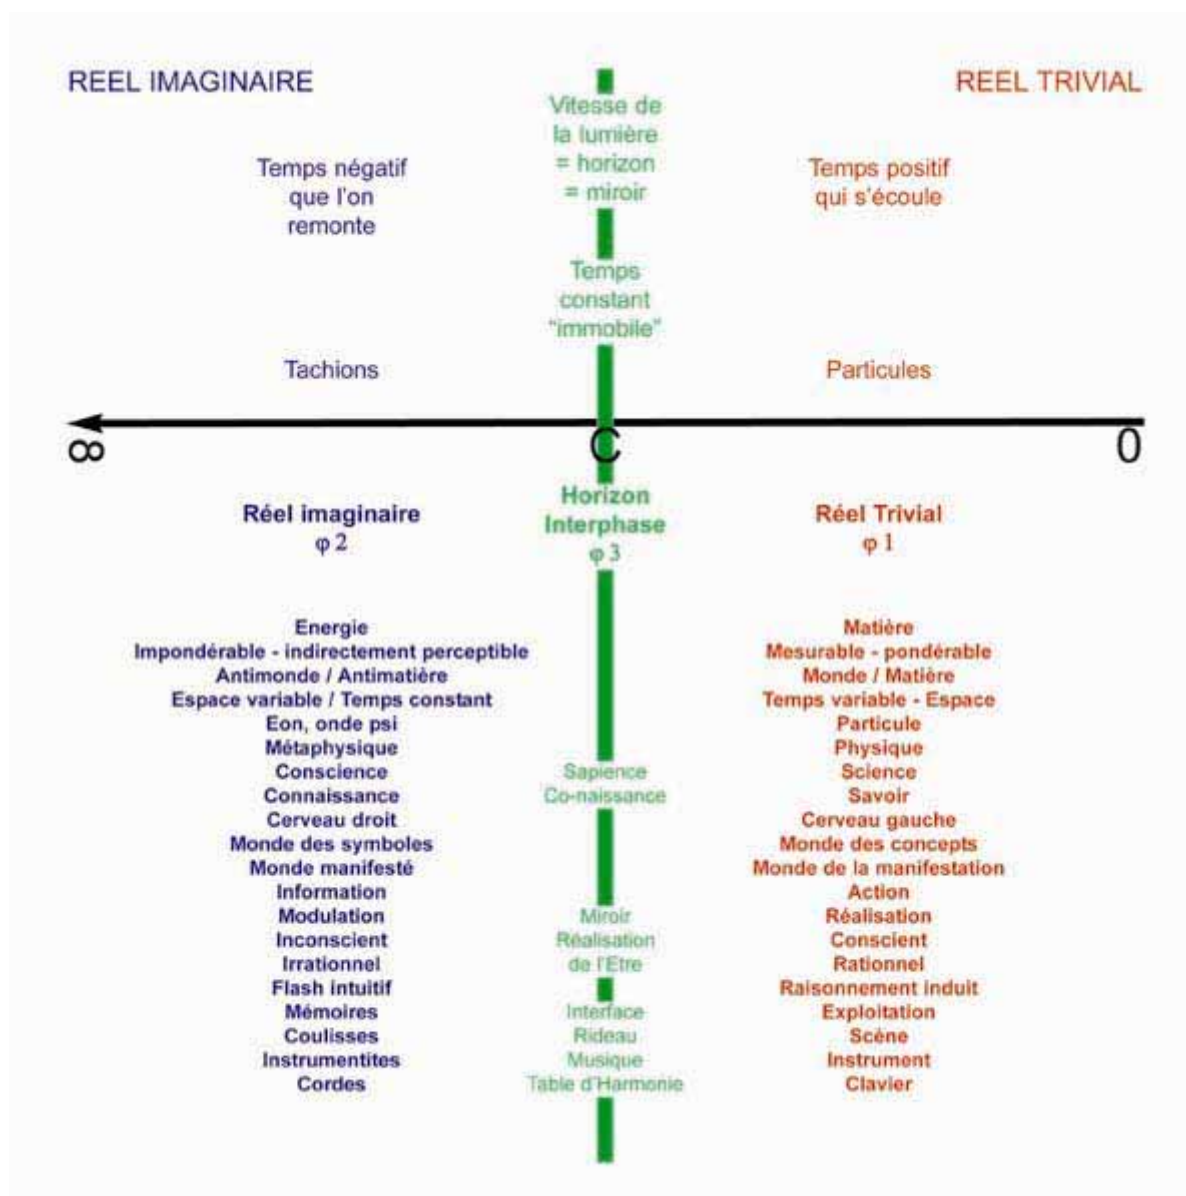 REEL IMAGINAIRE
REEL TRIVIAL
Vitesse de
la lumière
= horizon
= miroir
Temps négatif
que l'on
remonte
Temps positif
qui s'écoule
Temps
constant
"immobile"
Tachions
Particules
∞
C
0
Horizon
Interphase
φ 3
Réel imaginaire
φ 2
Réel Trivial
φ 1
Energie
Impondérable - indirectement perceptible
Antimonde / Antimatière
Espace variable / Temps constant
Eon, onde psi
Métaphysique
Conscience
Connaissance
Cerveau droit
Monde des symboles
Monde manifesté
Information
Modulation
Inconscient
Irrationnel
Flash intuitif
Mémoires
Coulisses
Instrumentites
Cordes
Sapience
Co-naissance
Miroir
Réalisation
de l'Etre
Interface
Rideau
Musique
Table d'Harmonie
Matière
Mesurable - pondérable
Monde / Matière
Temps variable - Espace
Particule
Physique
Science
Savoir
Cerveau gauche
Monde des concepts
Monde de la manifestation
Action
Réalisation
Conscient
Rationnel
Raisonnement induit
Exploitation
Scène
Instrument
Clavier